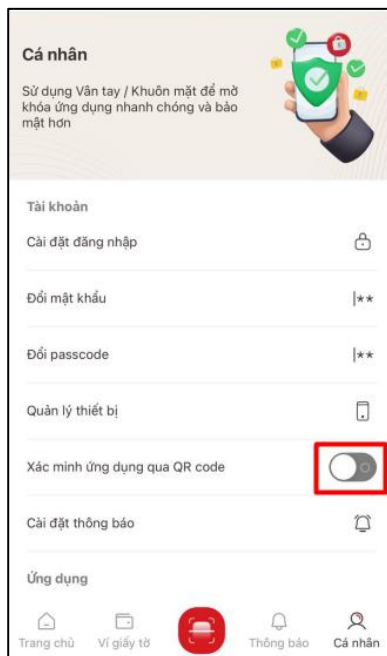 Cá nhân
Sử dụng Vân tay / Khuôn mặt để mở
khóa ứng dụng nhanh chóng và bảo
mật hơn
Tài khoản
Cài đặt đăng nhập
Đổi mật khẩu
|**
Đổi passcode
|**
Quản lý thiết bị
Xác minh ứng dụng qua QR code
Cài đặt thông báo
Ứng dụng
Trang chủ
Ví giấy tờ
Thông báo
Cá nhân